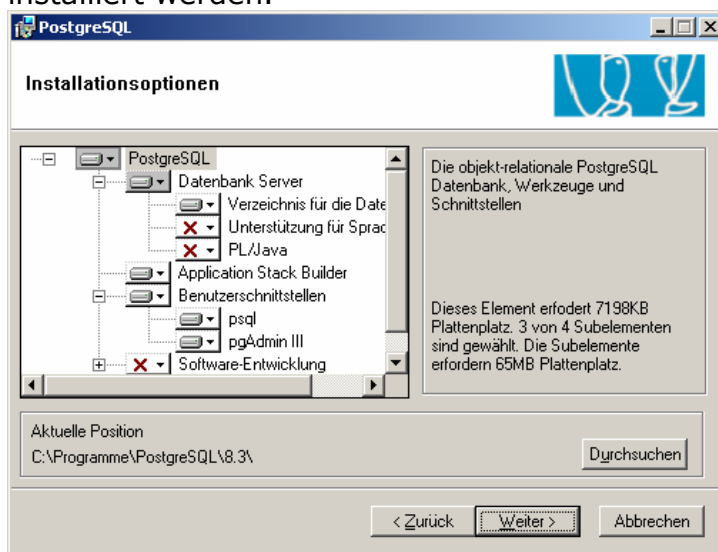 installiert werden.
PostgreSQL
Installationsoptionen
PostgreSQL
Datenbank Server
Verzeichnis für die Date
Unterstützung für Sprac
PL/Java
Application Stack Builder
Benutzerschnittstellen
psql
pgAdmin III
Software-Entwicklung
Die objekt-relationale PostgreSQL
Datenbank, Werkzeuge und
Schnittstellen
Dieses Element erfodert 7198KB
Plattenplatz. 3 von 4 Subelementen
sind gewählt. Die Subelemente
erfordern 65MB Plattenplatz.
Aktuelle Position
C:\Programme\PostgreSQL\8.3\
Durchsuchen
< Zurück
Weiter >
Abbrechen